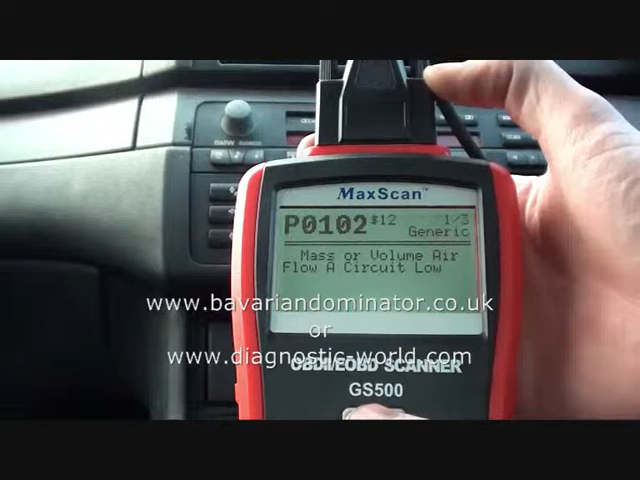 MaxScan™
P0102 $12 1/3
Generic
Mass or Volume Air
Flow A Circuit Low
www.bavariandominator.co.uk
or
www.diagnostic-world.com
OBDII/EOBD SCANNER
GS500